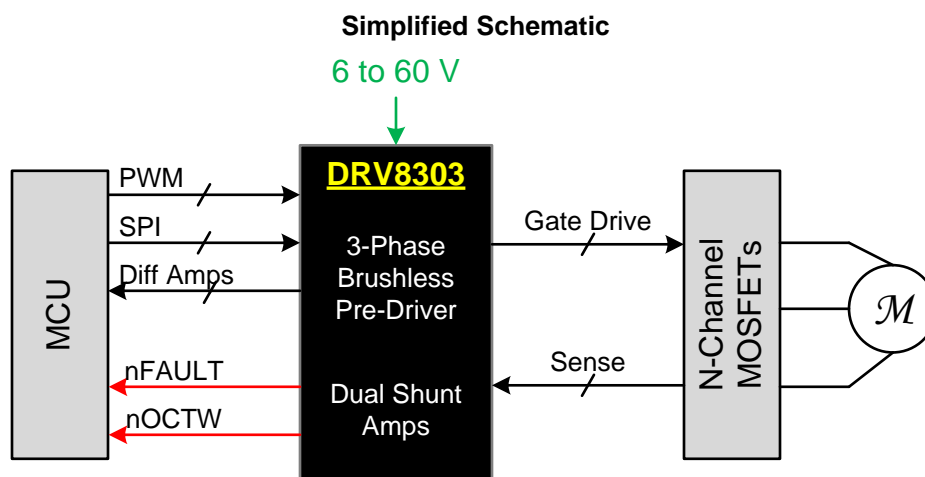 Simplified Schematic
6 to 60 V
MCU
PWM
SPI
Diff Amps
nFAULT
nOCTW
DRV8303
3-Phase
Brushless
Pre-Driver
Dual Shunt
Amps
Gate Drive
Sense
N-Channel
MOSFETs
M